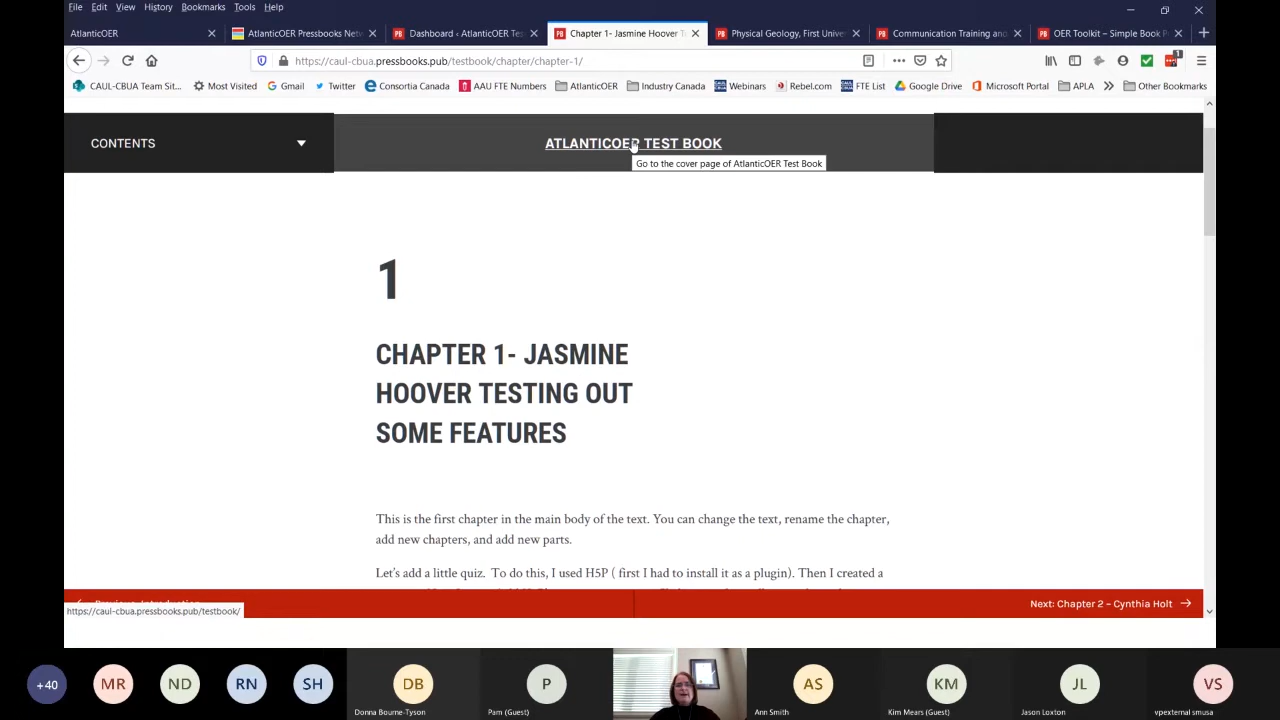 File Edit View History Bookmarks Tools Help
AtlanticOER
AtlanticOER Pressbooks Netw
Dashboard ‹ AtlanticOER Tes
Chapter 1- Jasmine Hoover T
Physical Geology, First Univer
Communication Training and
OER Toolkit – Simple Book P
https://caul-cbua.pressbooks.pub/testbook/chapter/chapter-1/
1
CAUL-CBUA Team Sit... Most Visited Gmail Twitter Consortia Canada AAU FTE Numbers AtlanticOER Industry Canada Webinars Rebel.com FTE List Google Drive Microsoft Portal APLA Other Bookmarks
CONTENTS
ATLANTICOER TEST BOOK
Go to the cover page of AtlanticOER Test Book
1
CHAPTER 1- JASMINE
HOOVER TESTING OUT
SOME FEATURES
This is the first chapter in the main body of the text. You can change the text, rename the chapter,
add new chapters, and add new parts.
Let's add a little quiz. To do this, I used H5P ( first I had to install it as a plugin). Then I created a
Next: Chapter 2 – Cynthia Holt
https://caul-cbua.pressbooks.pub/testbook/
+40 MR ND RN SH DB P AS KM JL VS
Donna Bourne-Tyson Pam (Guest) Ann Smith Kim Mears (Guest) Jason Loxton vpexternal smusa